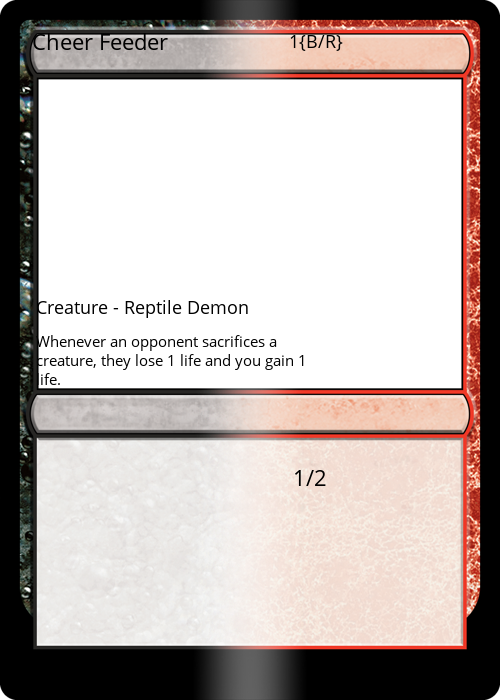 Cheer Feeder 1{B/R}
Creature - Reptile Demon
Whenever an opponent sacrifices a
creature, they lose 1 life and you gain 1
life.
1/2